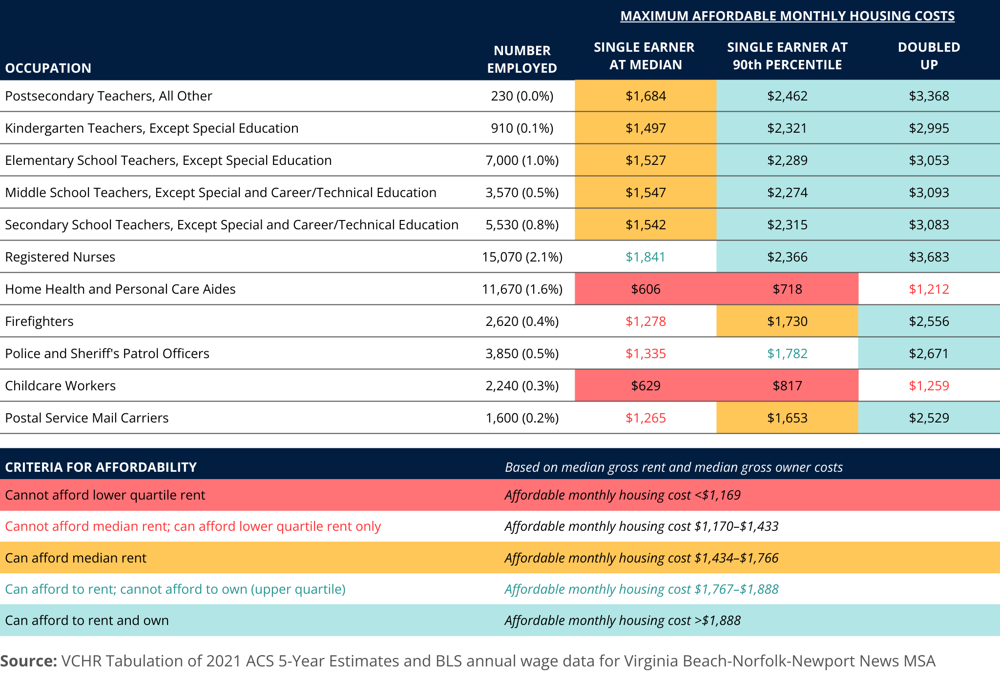 MAXIMUM AFFORDABLE MONTHLY HOUSING COSTS
OCCUPATION NUMBER EMPLOYED SINGLE EARNER AT MEDIAN SINGLE EARNER AT 90th PERCENTILE DOUBLED UP
Postsecondary Teachers, All Other 230 (0.0%) $1,684 $2,462 $3,368
Kindergarten Teachers, Except Special Education 910 (0.1%) $1,497 $2,321 $2,995
Elementary School Teachers, Except Special Education 7,000 (1.0%) $1,527 $2,289 $3,053
Middle School Teachers, Except Special and Career/Technical Education 3,570 (0.5%) $1,547 $2,274 $3,093
Secondary School Teachers, Except Special and Career/Technical Education 5,530 (0.8%) $1,542 $2,315 $3,083
Registered Nurses 15,070 (2.1%) $1,841 $2,366 $3,683
Home Health and Personal Care Aides 11,670 (1.6%) $606 $718 $1,212
Firefighters 2,620 (0.4%) $1,278 $1,730 $2,556
Police and Sheriff's Patrol Officers 3,850 (0.5%) $1,335 $1,782 $2,671
Childcare Workers 2,240 (0.3%) $629 $817 $1,259
Postal Service Mail Carriers 1,600 (0.2%) $1,265 $1,653 $2,529
CRITERIA FOR AFFORDABILITY Based on median gross rent and median gross owner costs
Cannot afford lower quartile rent Affordable monthly housing cost <$1,169
Cannot afford median rent; can afford lower quartile rent only Affordable monthly housing cost $1,170–$1,433
Can afford median rent Affordable monthly housing cost $1,434–$1,766
Can afford to rent; cannot afford to own (upper quartile) Affordable monthly housing cost $1,767–$1,888
Can afford to rent and own Affordable monthly housing cost >$1,888
Source: VCHR Tabulation of 2021 ACS 5-Year Estimates and BLS annual wage data for Virginia Beach-Norfolk-Newport News MSA